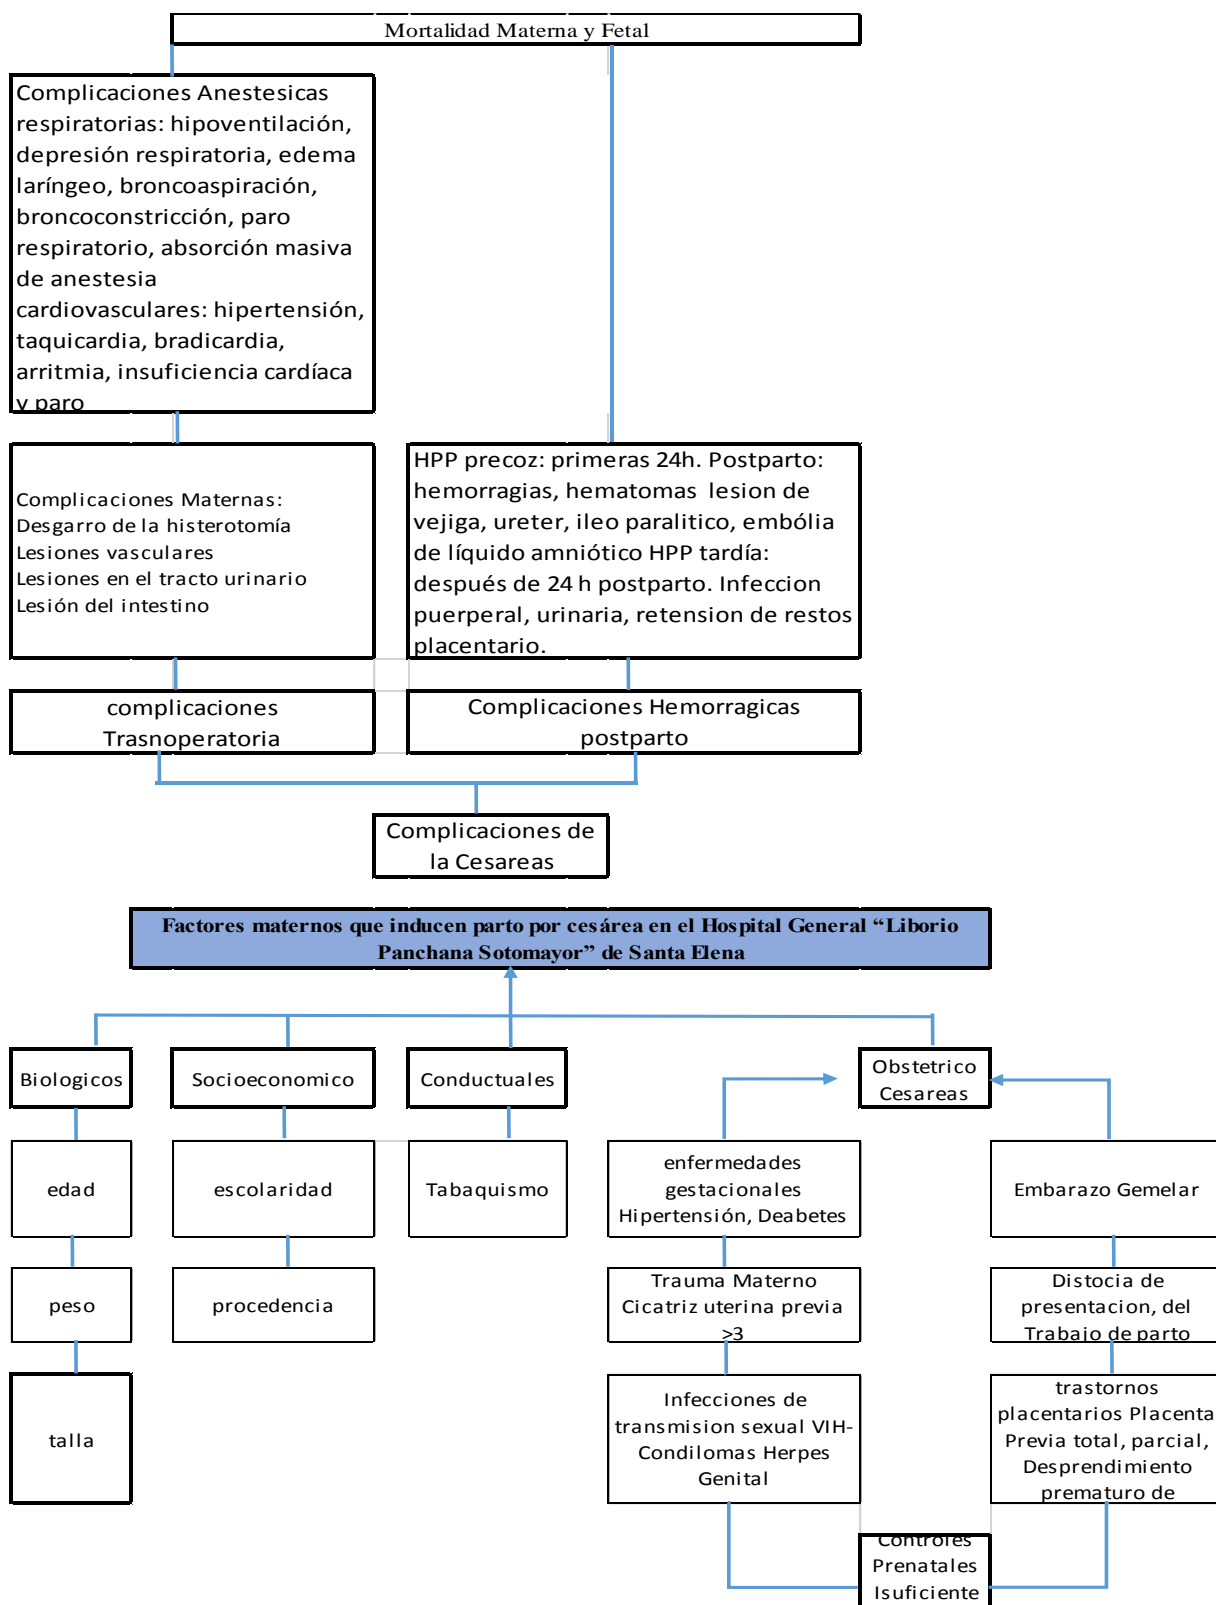 Mortalidad Materna y Fetal
Complicaciones Anestesicas
respiratorias: hipoventilación,
depresión respiratoria, edema
laríngeo, broncoaspiración,
broncoconstricción, paro
respiratorio, absorción masiva
de anestesia
cardiovasculares: hipertensión,
taquicardia, bradicardia,
arritmia, insuficiencia cardíaca
y paro
Complicaciones Maternas:
Desgarro de la histerotomía
Lesiones vasculares
Lesiones en el tracto urinario
Lesión del intestino
HPP precoz: primeras 24h. Postparto:
hemorragias, hematomas lesion de
vejiga, ureter, ileo paralitico, embólia
de líquido amniótico HPP tardía:
después de 24 h postparto. Infeccion
puerperal, urinaria, retension de restos
placentario.
complicaciones
Trasnoperatoria
Complicaciones Hemorragicas
postparto
Complicaciones de
la Cesareas
Factores maternos que inducen parto por cesárea en el Hospital General “Liborio
Panchana Sotomayor” de Santa Elena
Biologicos
Socioeconomico
Conductuales
Obstetrico
Cesareas
edad
escolaridad
Tabaquismo
enfermedades
gestacionales
Hipertensión, Deabetes
Embarazo Gemelar
peso
procedencia
Trauma Materno
Cicatriz uterina previa
>3
Distocia de
presentacion, del
Trabajo de parto
talla
Infecciones de
transmision sexual VIH-
Condilomas Herpes
Genital
trastornos
placentarios Placenta
Previa total, parcial,
Desprendimiento
prematuro de
Controles
Prenatales
Isuficiente